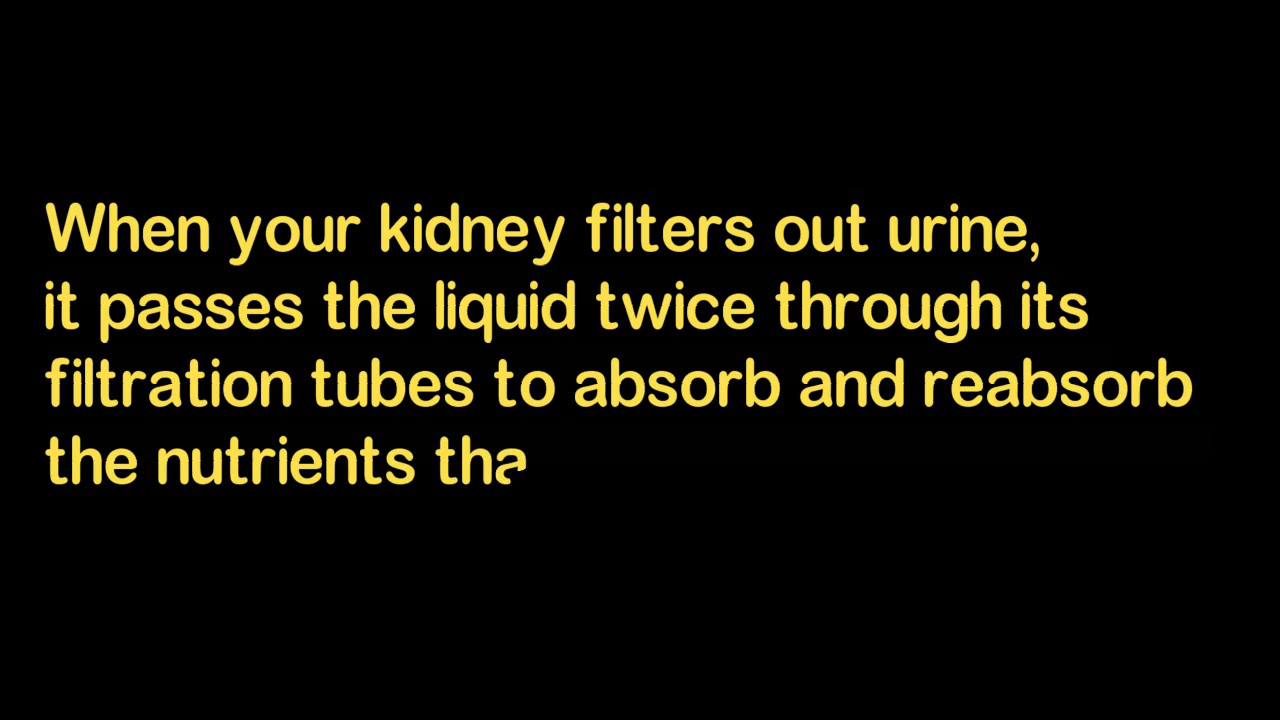 When your kidney filters out urine,
it passes the liquid twice through its
filtration tubes to absorb and reabsorb
the nutrients tha